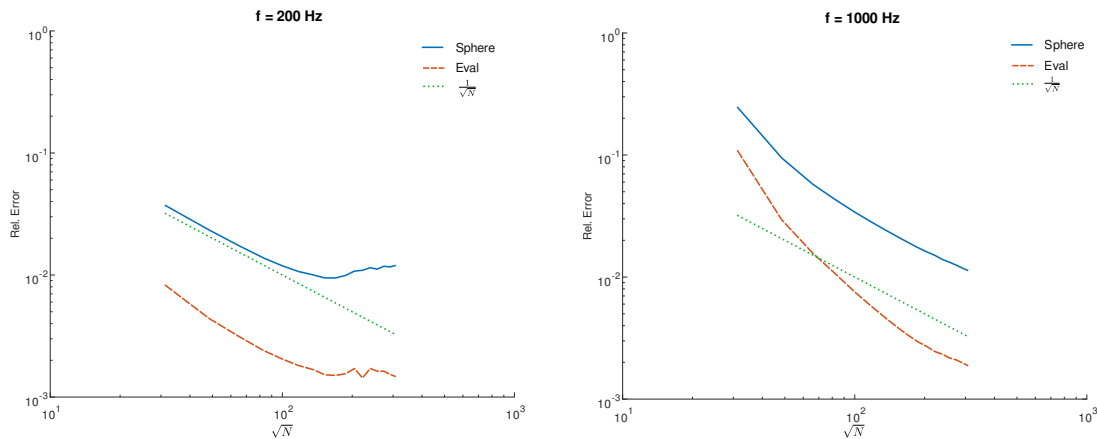 f = 200 Hz
10^0
10^-1
10^-2
10^-3
Rel. Error
10^1
10^2
10^3
√N
Sphere
Eval
1/√N
f = 1000 Hz
10^0
10^-1
10^-2
10^-3
Rel. Error
10^1
10^2
10^3
√N
Sphere
Eval
1/√N